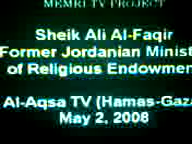 MEMRI TV PROJECT
Sheik Ali Al-Faqir
Former Jordanian Minist
of Religious Endowmen
Al-Aqsa TV (Hamas-Gaza
May 2, 2008